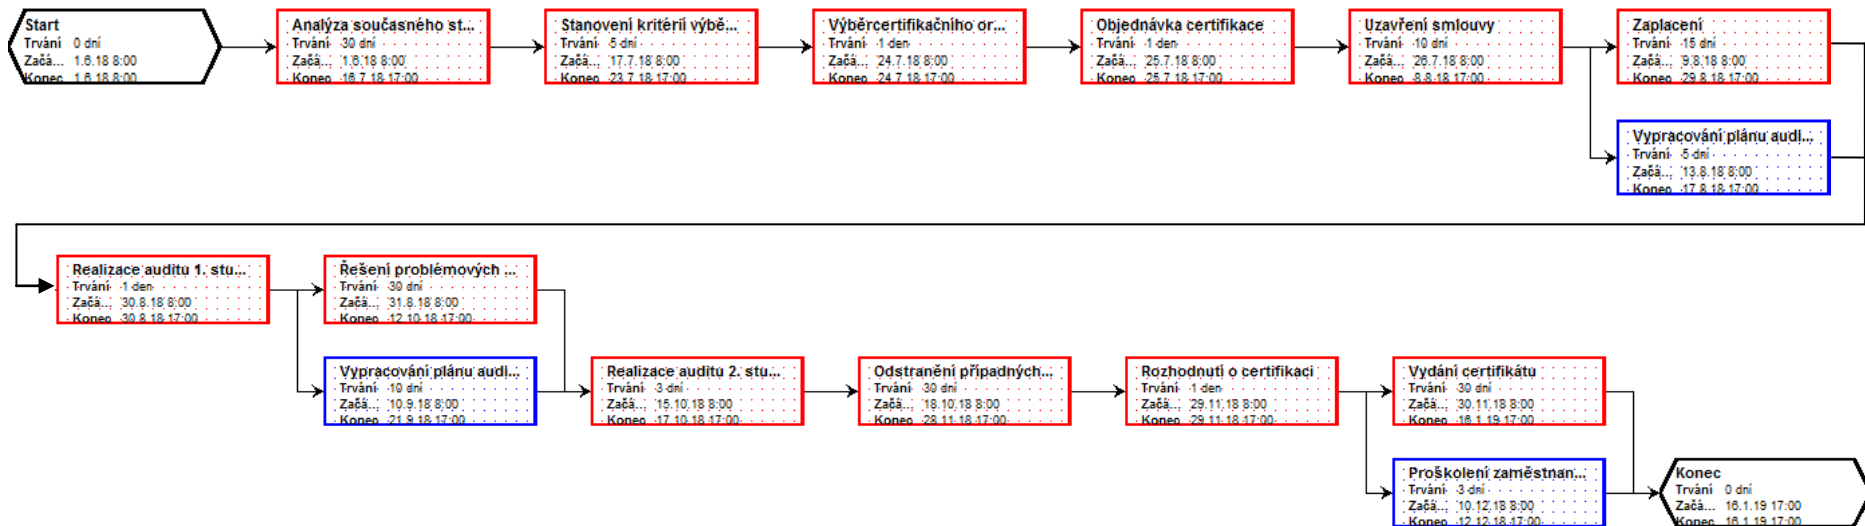 Start
Trvání 0 dní
Začá... 1.6.18 8:00
Konec 1.6.18 8:00
Analýza současného st...
Trvání 30 dní
Začá... 1.6.18 8:00
Konec 16.7.18 17:00
Stanovení kritérií výbě...
Trvání 5 dní
Začá... 17.7.18 8:00
Konec 23.7.18 17:00
Výběrcertifikačního or...
Trvání 1 den
Začá... 24.7.18 8:00
Konec 24.7.18 17:00
Objednávka certifikace
Trvání 1 den
Začá... 25.7.18 8:00
Konec 25.7.18 17:00
Uzavření smlouvy
Trvání 10 dní
Začá... 26.7.18 8:00
Konec 8.8.18 17:00
Zaplacení
Trvání 15 dní
Začá... 9.8.18 8:00
Konec 29.8.18 17:00
Vypracování plánu audi...
Trvání 5 dní
Začá... 13.8.18 8:00
Konec 17.8.18 17:00
Realizace auditu 1. stu...
Trvání 1 den
Začá... 30.8.18 8:00
Konec 30.8.18 17:00
Řešení problémových ...
Trvání 30 dní
Začá... 31.8.18 8:00
Konec 12.10.18 17:00
Vypracování plánu audi...
Trvání 10 dní
Začá... 10.9.18 8:00
Konec 21.9.18 17:00
Realizace auditu 2. stu...
Trvání 3 dní
Začá... 15.10.18 8:00
Konec 17.10.18 17:00
Odstranění případných...
Trvání 30 dní
Začá... 18.10.18 8:00
Konec 28.11.18 17:00
Rozhodnutí o certifikaci
Trvání 1 den
Začá... 29.11.18 8:00
Konec 29.11.18 17:00
Vydání certifikátu
Trvání 30 dní
Začá... 30.11.18 8:00
Konec 16.1.19 17:00
Proškolení zaměstnan...
Trvání 3 dní
Začá... 10.12.18 8:00
Konec 12.12.18 17:00
Konec
Trvání 0 dní
Začá... 16.1.19 17:00
Konec 16.1.19 17:00